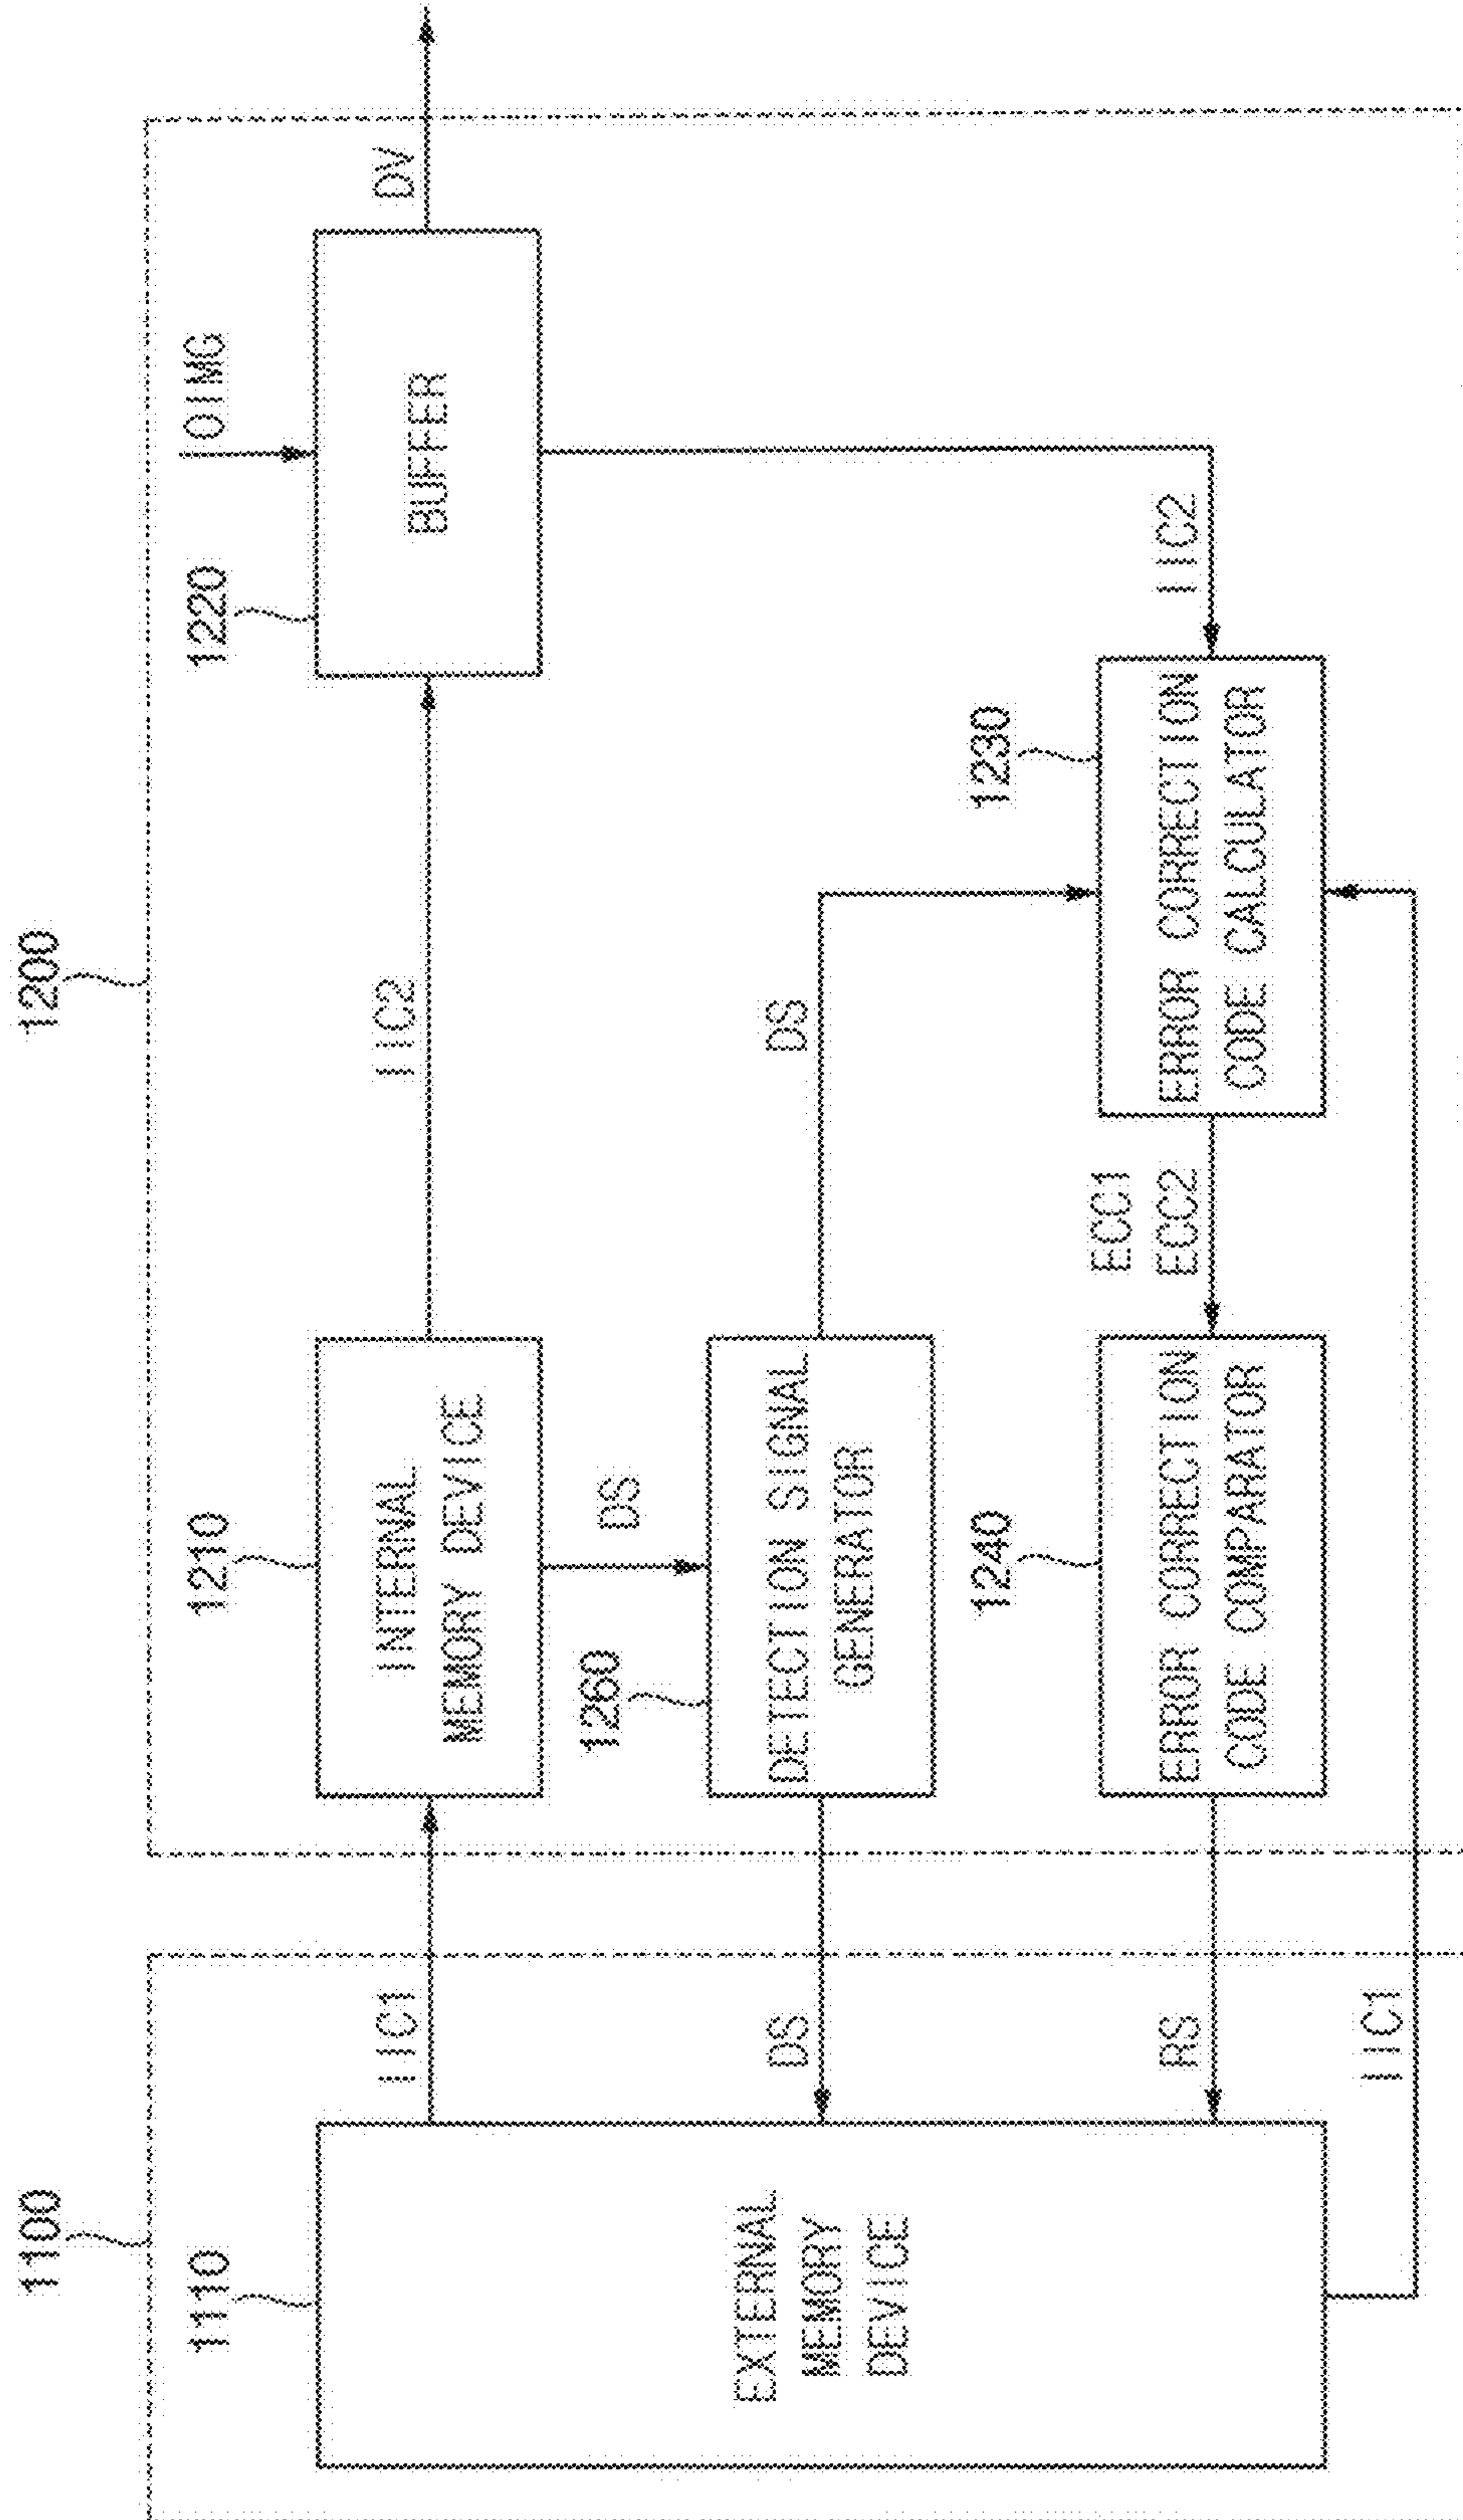 1100
1200
1110
IIC1
1210
INTERNAL
MEMORY DEVICE
IIC2
1220
IOIMG
BUFFER
DV
EXTERNAL
MEMORY
DEVICE
DS
1260
DS
DETECTION SIGNAL
GENERATOR
DS
RS
1240
ERROR CORRECTION
CODE COMPARATOR
ECC1
ECC2
1230
ERROR CORRECTION
CODE CALCULATOR
IIC2
IIC1